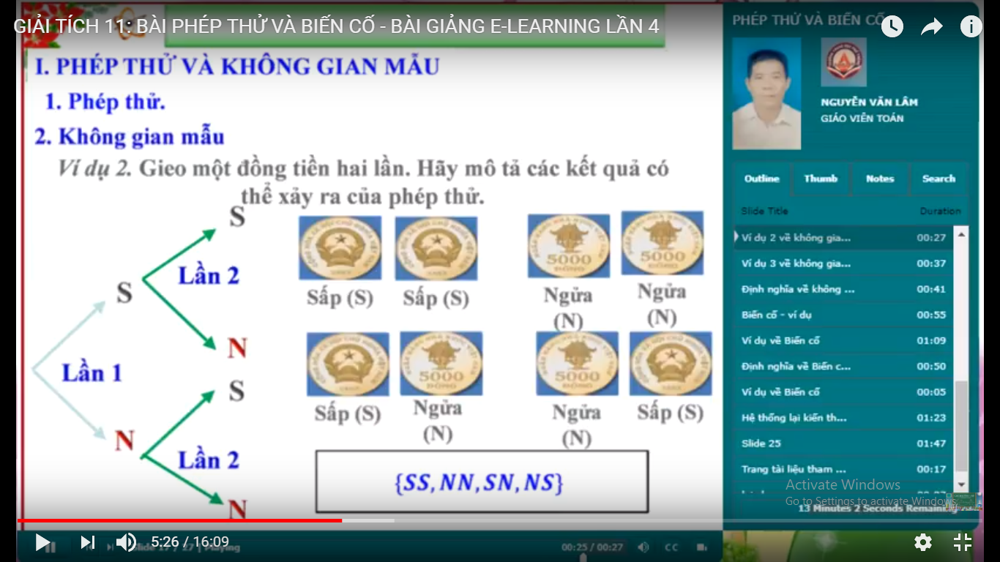 GIẢI TÍCH 11: BÀI PHÉP THỬ VÀ BIẾN CỐ - BÀI GIẢNG E-LEARNING LẦN 4
I. PHÉP THỬ VÀ KHÔNG GIAN MẪU
1. Phép thử.
2. Không gian mẫu
Ví dụ 2. Gieo một đồng tiền hai lần. Hãy mô tả các kết quả có
thể xảy ra của phép thử.
S
Lần 2
S
N
Lần 1
S
N
Lần 2
N
Sấp (S) Sấp (S)
5000
ĐỒNG
5000
ĐỒNG
Ngửa
(N)
Ngửa
(N)
5000
ĐỒNG
Sấp (S)
Ngửa
(N)
5000
ĐỒNG
Ngửa
(N)
Sấp (S)
{SS, NN, SN, NS}
PHÉP THỬ VÀ BIẾN CỐ
NGUYỄN VĂN LÂM
GIÁO VIÊN TOÁN
Outline Thumb Notes Search
Slide Title Duration
Ví dụ 2 về không gia... 00:27
Ví dụ 3 về không gia... 00:37
Định nghĩa về không ... 00:41
Biến cố - ví dụ 00:55
Ví dụ về Biến cố 01:09
Định nghĩa về Biến c... 00:50
Ví dụ về Biến cố 00:05
Hệ thống lại kiến th... 01:23
Slide 25 01:47
Trang tài liệu tham ... 00:17
Activate Windows
Go to Settings to activate Windows.
13 Minutes 2 Seconds Remaining
5:26 / 16:09
Playing
00:25 / 00:27
CC